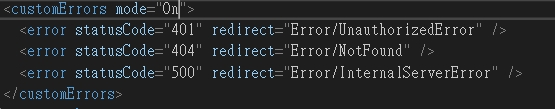 <customErrors mode="On">
<error statusCode="401" redirect="Error/UnauthorizedError" />
<error statusCode="404" redirect="Error/NotFound" />
<error statusCode="500" redirect="Error/InternalServerError" />
</customErrors>